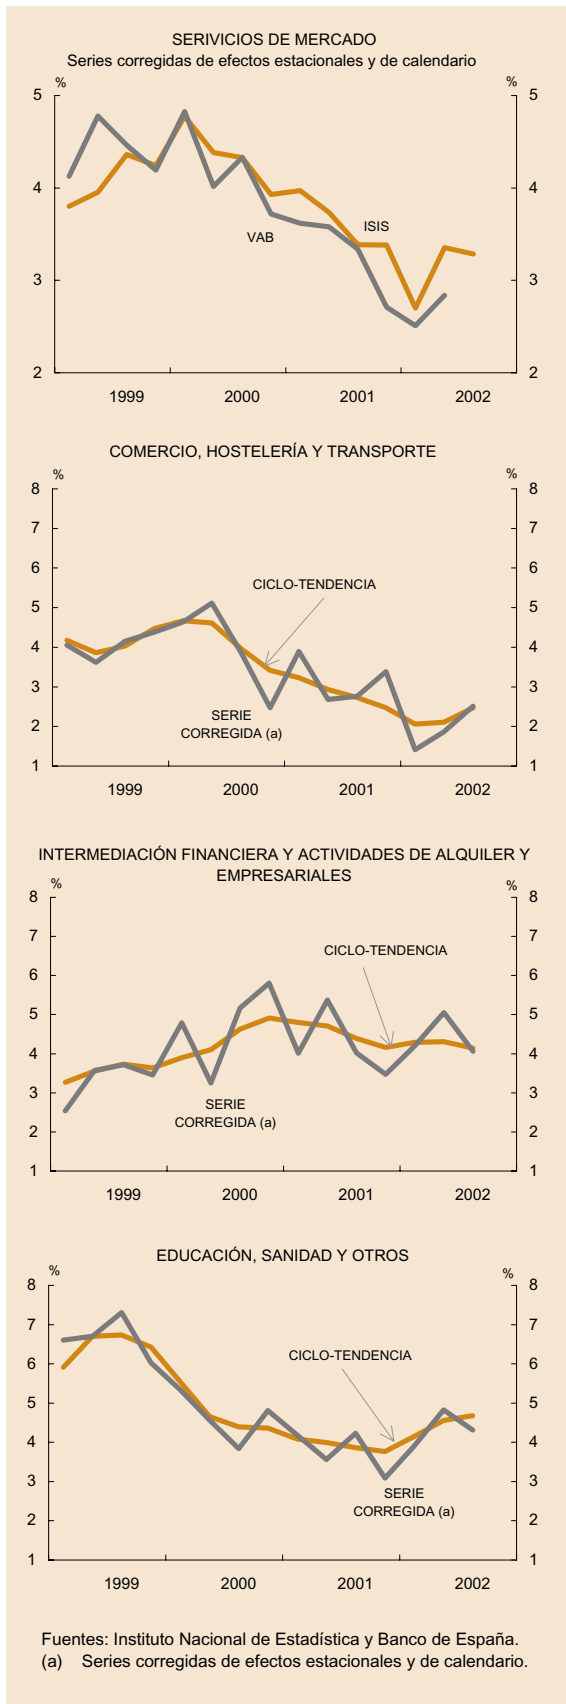 SERIVICIOS DE MERCADO
Series corregidas de efectos estacionales y de calendario
% %
5 5
4 4
ISIS
VAB
3 3
2 2
1999 2000 2001 2002
COMERCIO, HOSTELERÍA Y TRANSPORTE
% %
8 8
7 7
6 6
CICLO-TENDENCIA
5 5
4 4
3 3
SERIE
CORREGIDA (a)
2 2
1 1
1999 2000 2001 2002
INTERMEDIACIÓN FINANCIERA Y ACTIVIDADES DE ALQUILER Y
EMPRESARIALES
% %
8 8
7 7
CICLO-TENDENCIA
6 6
5 5
4 4
3 3
SERIE
CORREGIDA (a)
2 2
1 1
1999 2000 2001 2002
EDUCACIÓN, SANIDAD Y OTROS
% %
8 8
7 7
CICLO-TENDENCIA
6 6
5 5
4 4
3 3
SERIE
CORREGIDA (a)
2 2
1 1
1999 2000 2001 2002
Fuentes: Instituto Nacional de Estadística y Banco de España.
(a) Series corregidas de efectos estacionales y de calendario.